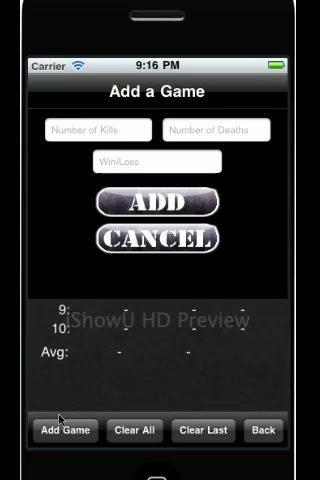 Carrier 9:16 PM
Add a Game
Number of Kills Number of Deaths
Win/Loss
ADD
CANCEL
9: - - -
iShowU HD Preview
10: - - -
Avg: - -
Add Game Clear All Clear Last Back